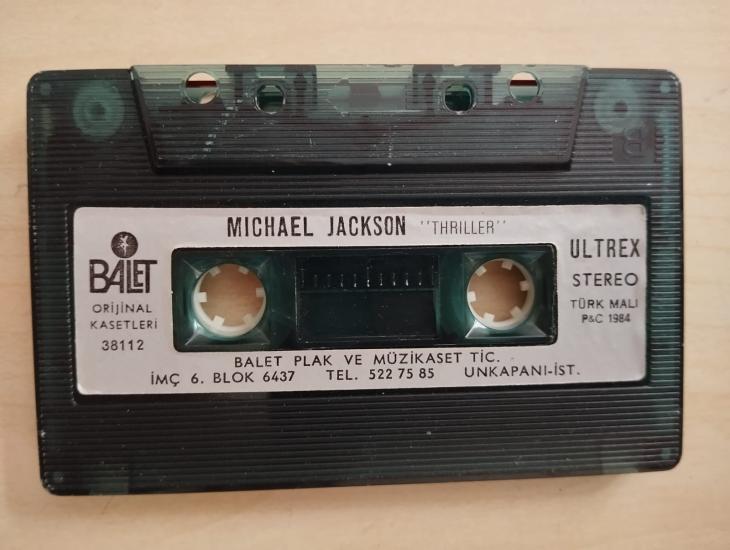 MICHAEL JACKSON "THRILLER"
BALET
ORİJİNAL
KASETLERİ
38112
ULTREX
STEREO
TÜRK MALI
P&C 1984
BALET PLAK VE MÜZİKASET TİC.
İMÇ 6. BLOK 6437 TEL. 522 75 85 UNKAPANI-İST.